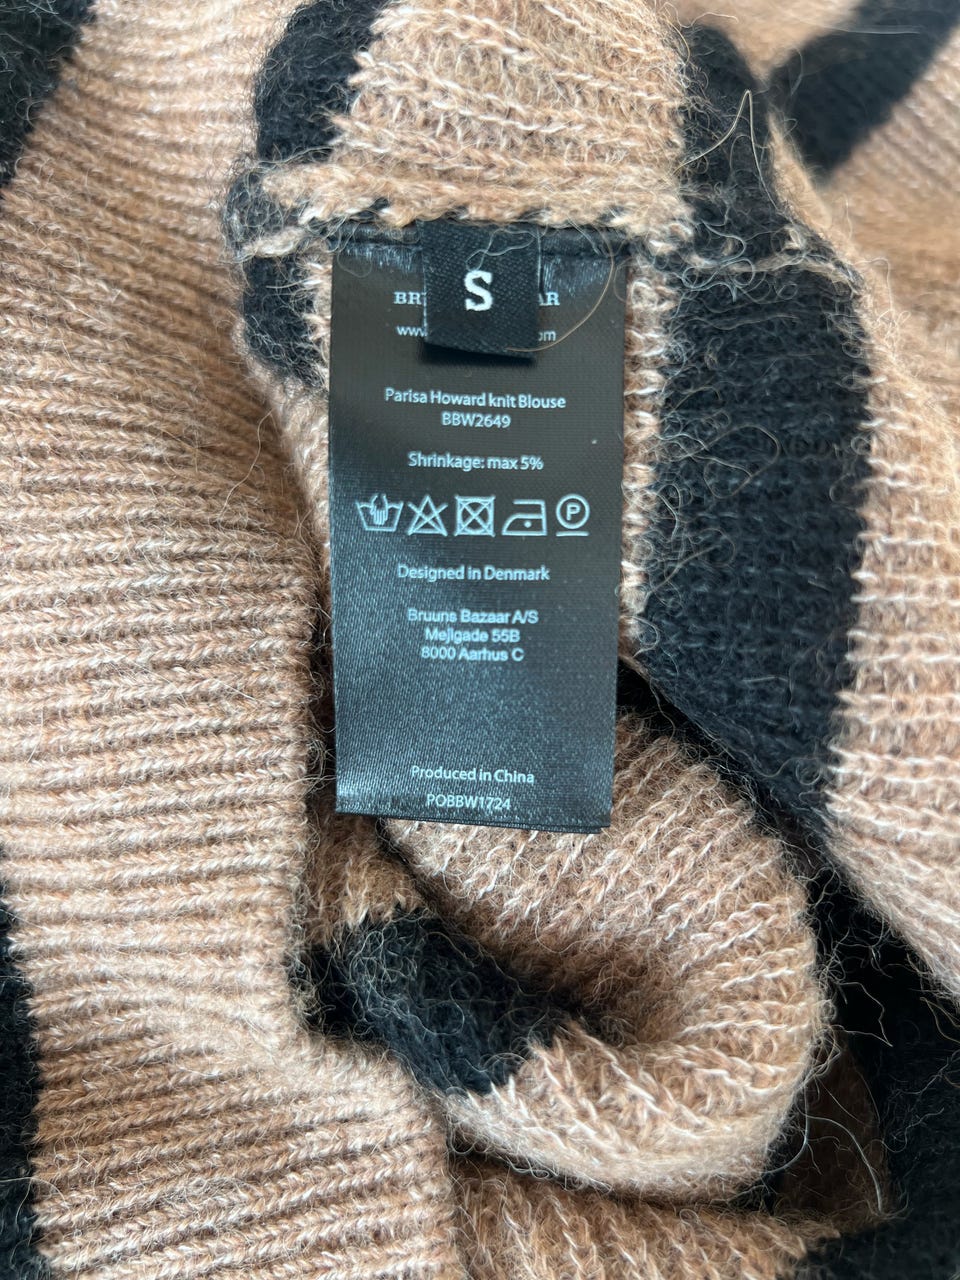 S
Parisa Howard knit Blouse
BBW2649
Shrinkage: max 5%
P
Designed in Denmark
Bruuns Bazaar A/S
Mejlgade 55B
8000 Aarhus C
Produced in China
POBBW1724